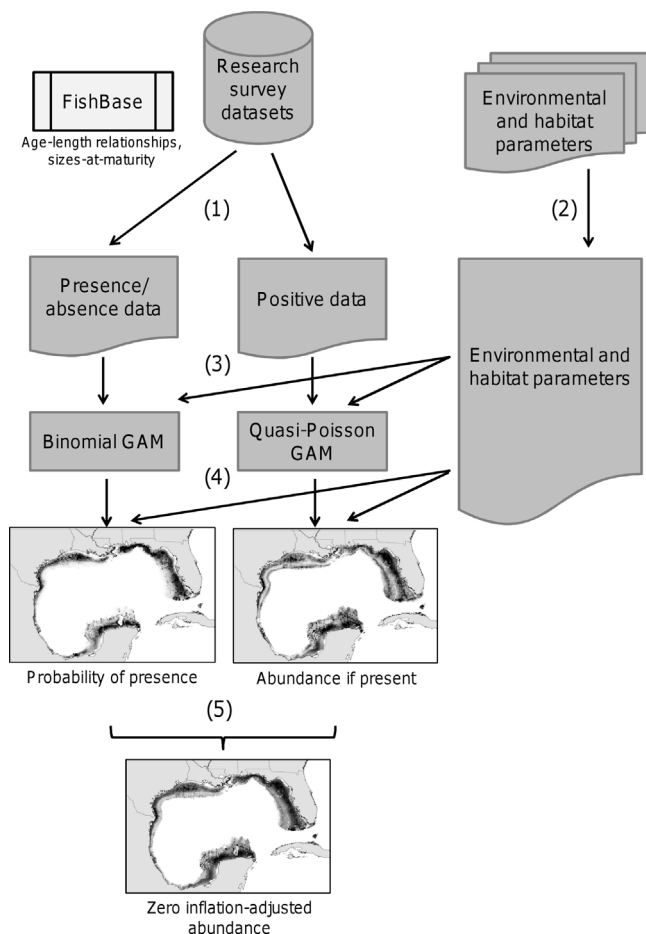 Research
survey
datasets
FishBase
Age-length relationships,
sizes-at-maturity
Environmental
and habitat
parameters
(1)
(2)
Presence/
absence data
Positive data
Environmental and
habitat parameters
(3)
Binomial GAM
Quasi-Poisson
GAM
(4)
Probability of presence
Abundance if present
(5)
Zero inflation-adjusted
abundance